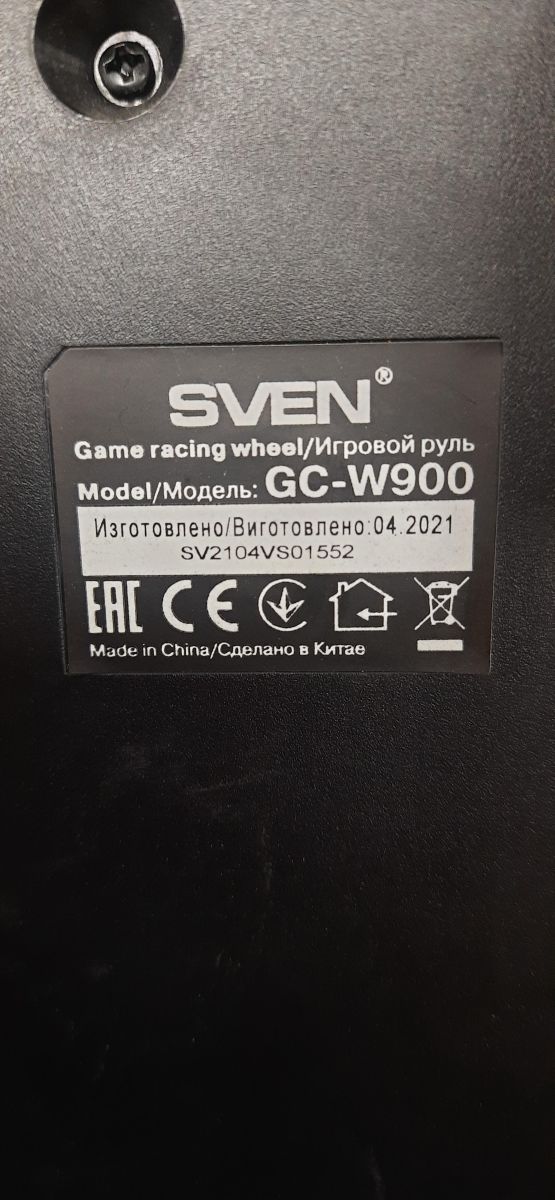 SVEN®
Game racing wheel/Игровой руль
Model/Модель: GC-W900
Изготовлено/Виготовлено:04.2021
SV2104VS01552
EAC CE
Made in China/Сделано в Китае